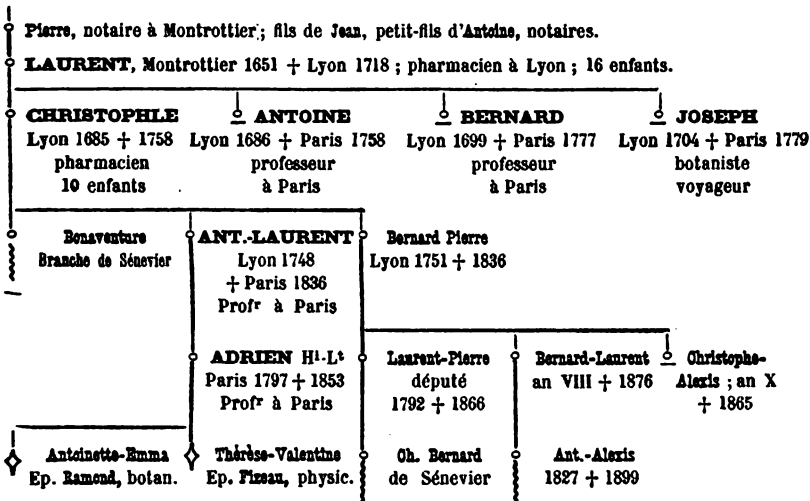 Pierre, notaire à Montrottier ; fils de Jean, petit-fils d'Antoine, notaires.
LAURENT, Montrottier 1651 † Lyon 1718 ; pharmacien à Lyon ; 16 enfants.
CHRISTOPHLE
Lyon 1685 † 1758
pharmacien
10 enfants
ANTOINE
Lyon 1686 † Paris 1758
professeur
à Paris
BERNARD
Lyon 1699 † Paris 1777
professeur
à Paris
JOSEPH
Lyon 1704 † Paris 1779
botaniste
voyageur
Bonaventure
Branche de Sénevier
ANT.-LAURENT
Lyon 1748
† Paris 1836
Profr à Paris
Bernard Pierre
Lyon 1751 † 1836
ADRIEN Hi-Lt
Paris 1797 † 1853
Profr à Paris
Laurent-Pierre
député
1792 † 1866
Bernard-Laurent
an VIII † 1876
Christophe-
Alexis ; an X
† 1865
Antoinette-Emma
Ep. Ramond, botan.
Thérèse-Valentine
Ep. Fizeau, physic.
Ch. Bernard
de Sénevier
Ant.-Alexis
1827 † 1899